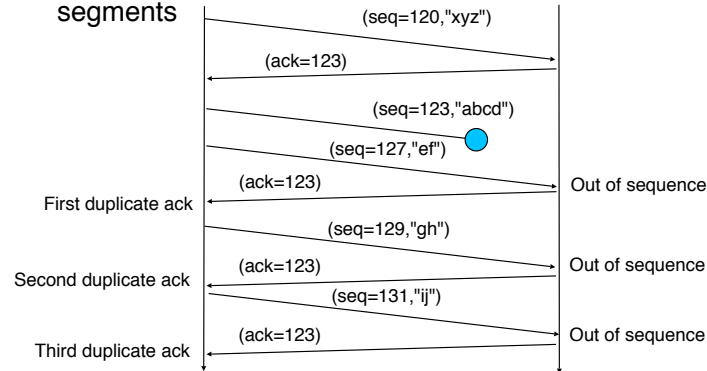 segments
(seq=120,"xyz")
(ack=123)
(seq=123,"abcd")
(seq=127,"ef")
(ack=123)
Out of sequence
First duplicate ack
(seq=129,"gh")
(ack=123)
Out of sequence
Second duplicate ack
(seq=131,"ij")
(ack=123)
Out of sequence
Third duplicate ack